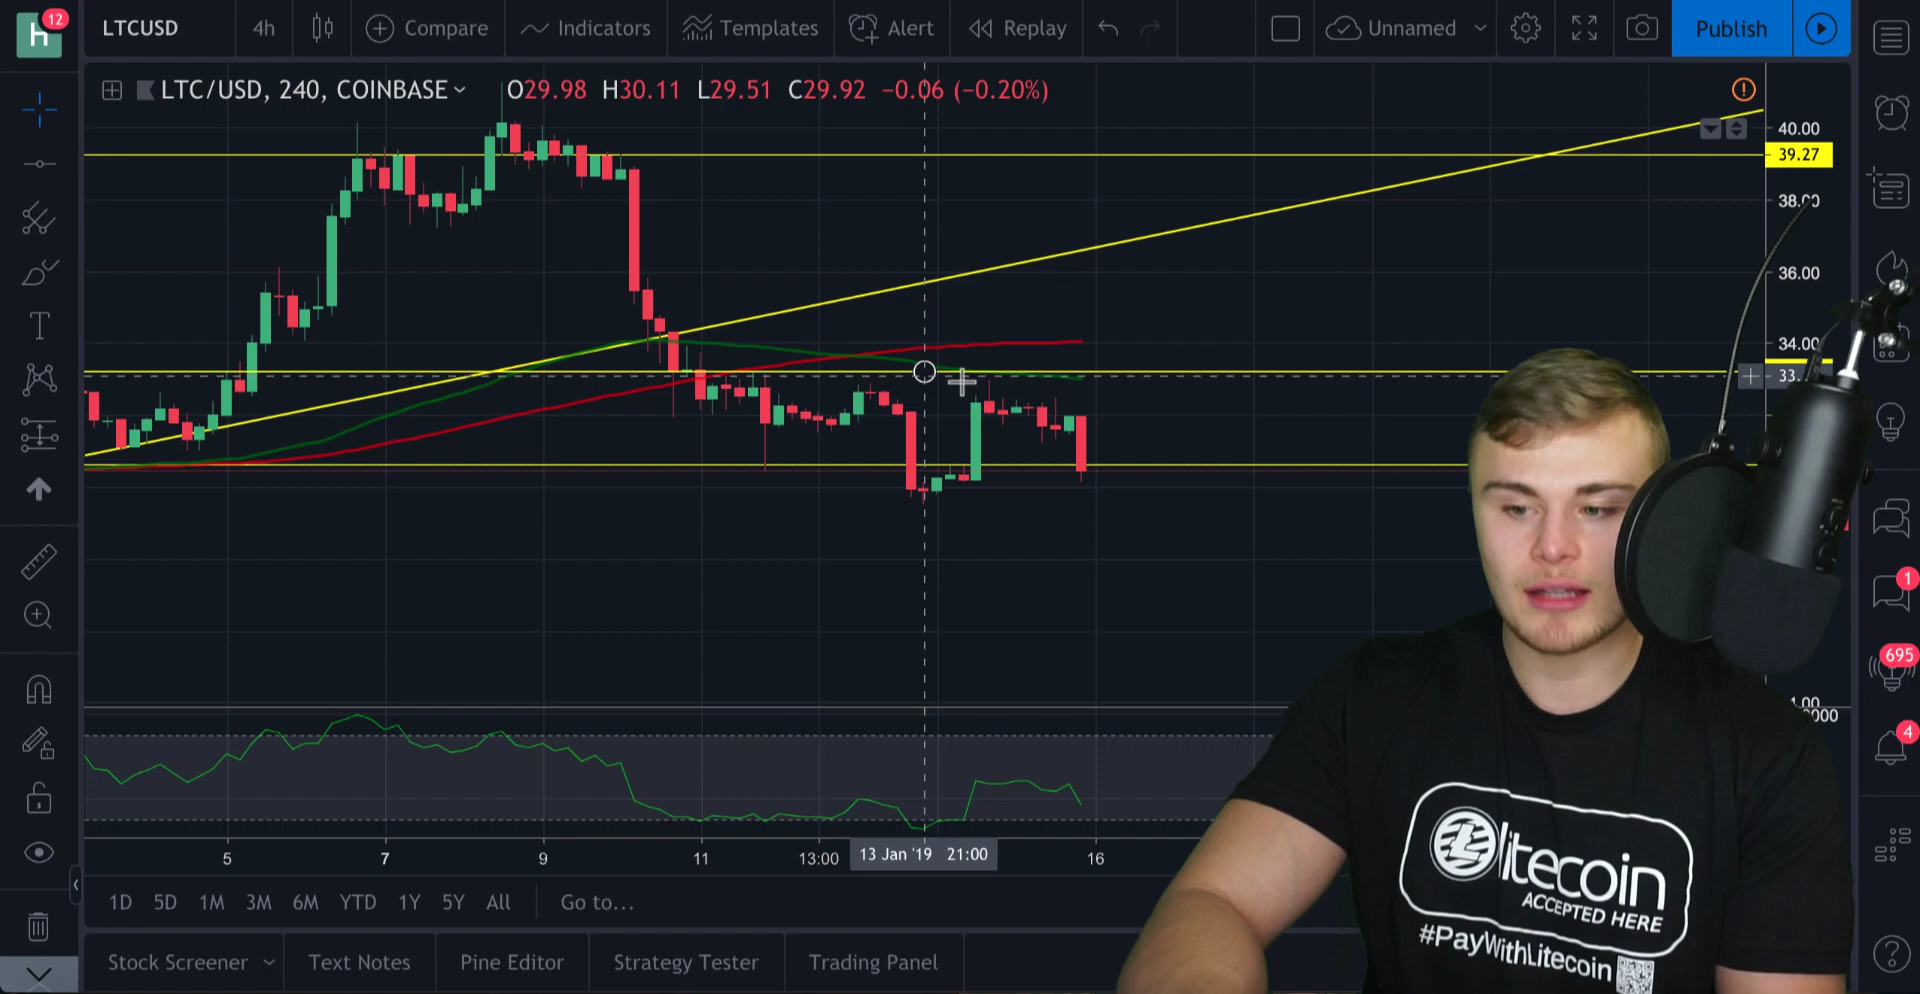 12
h
LTCUSD 4h Compare Indicators Templates Alert Replay Unnamed Publish
LTC/USD, 240, COINBASE O29.98 H30.11 L29.51 C29.92 −0.06 (−0.20%)
40.00
39.27
36.00
34.00
1
695
4
5 7 9 11 13:00 13 Jan '19 21:00 16
1D 5D 1M 3M 6M YTD 1Y 5Y All Go to...
Stock Screener Text Notes Pine Editor Strategy Tester Trading Panel
litecoin
ACCEPTED HERE
#PayWithLitecoin